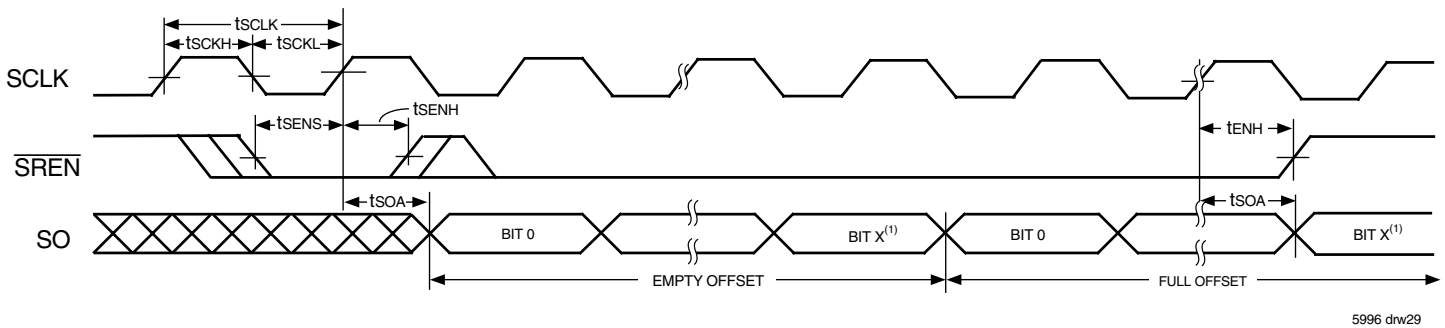 tSCLK
tSCKH
tSCKL
SCLK
tSENH
tSENS
tENH
SREN
tSOA
tSOA
SO
BIT 0
BIT X(1)
BIT 0
BIT X(1)
EMPTY OFFSET
FULL OFFSET
5996 drw29